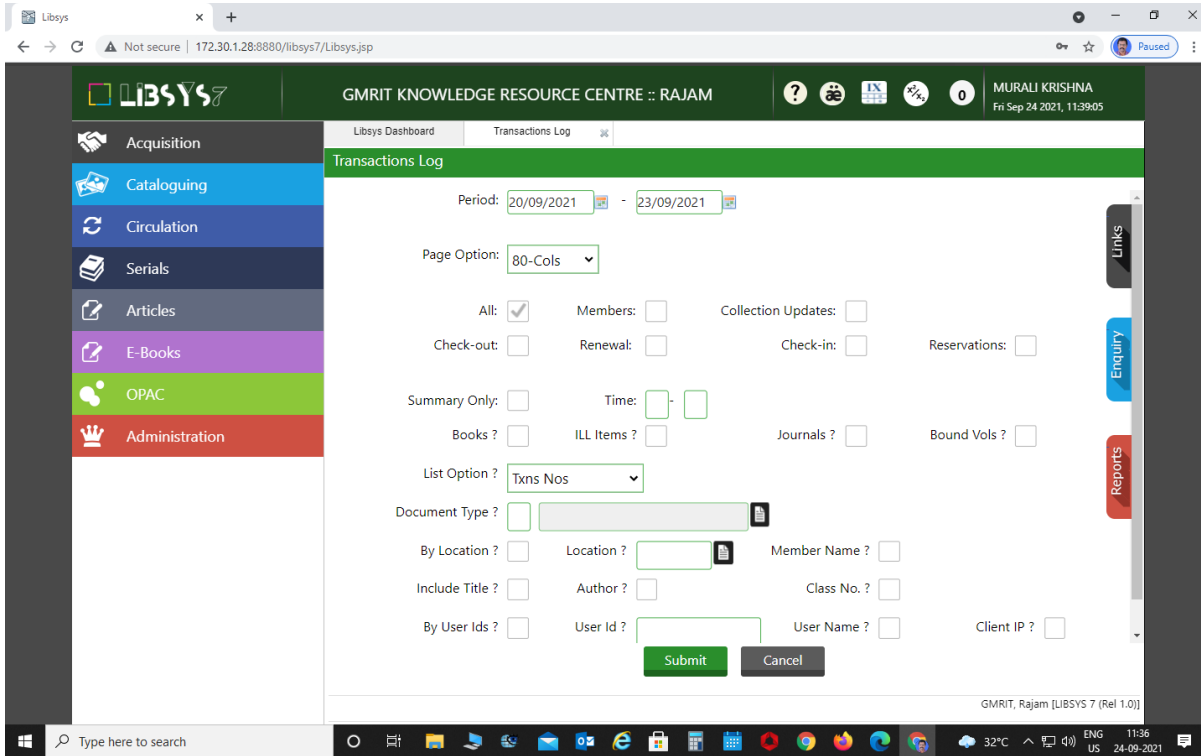 Libsys
Not secure | 172.30.1.28:8880/libsys7/Libsys.jsp
Paused
LIBSYS7
GMRIT KNOWLEDGE RESOURCE CENTRE :: RAJAM
?
æ
IX
0
MURALI KRISHNA
Fri Sep 24 2021, 11:39:05
Acquisition
Cataloguing
Circulation
Serials
Articles
E-Books
OPAC
Administration
Libsys Dashboard
Transactions Log
Transactions Log
Period: 20/09/2021 - 23/09/2021
Page Option: 80-Cols
All: Members: Collection Updates:
Check-out: Renewal: Check-in: Reservations:
Summary Only: Time: -
Books ? ILL Items ? Journals ? Bound Vols ?
List Option ? Txns Nos
Document Type ?
By Location ? Location ? Member Name ?
Include Title ? Author ? Class No. ?
By User Ids ? User Id ? User Name ? Client IP ?
Submit Cancel
Links
Enquiry
Reports
GMRIT, Rajam [LIBSYS 7 (Rel 1.0)]
Type here to search
32°C
ENG
US
11:36
24-09-2021